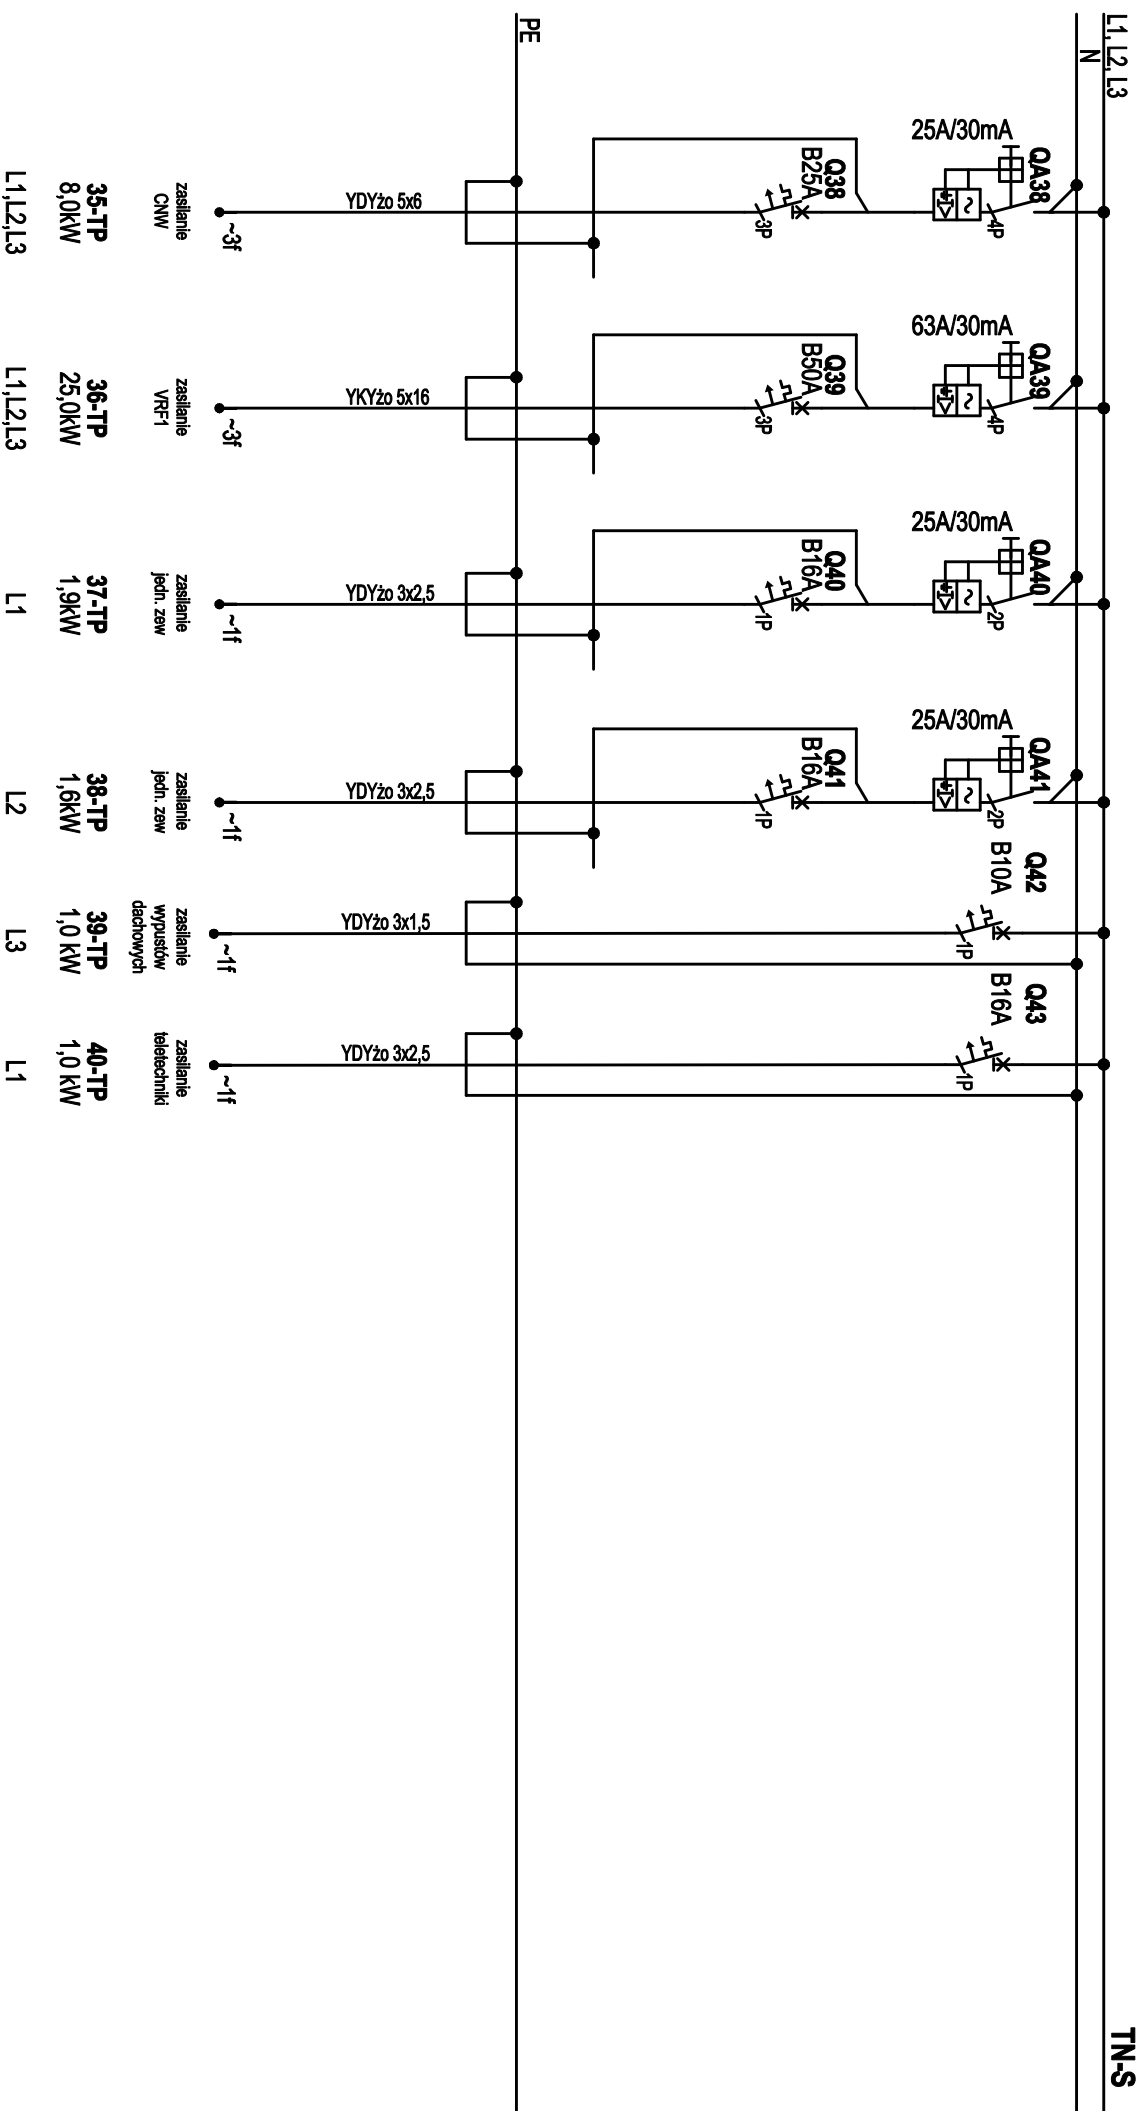 L1, L2, L3
N
PE
TN-S
25A/30mA
QA38
4P
Q38
B25A
3P
YDYżo 5x6
~3f
zasilanie
CNW
35-TP
8,0kW
L1,L2,L3
63A/30mA
QA39
4P
Q39
B50A
3P
YKYżo 5x16
~3f
zasilanie
VRF1
36-TP
25,0kW
L1,L2,L3
25A/30mA
QA40
2P
Q40
B16A
1P
YDYżo 3x2,5
~1f
zasilanie
jedn. zew
37-TP
1,9kW
L1
25A/30mA
QA41
2P
Q41
B16A
1P
YDYżo 3x2,5
~1f
zasilanie
jedn. zew
38-TP
1,6kW
L2
Q42
B10A
1P
YDYżo 3x1,5
~1f
zasilanie
wypustów
dachowych
39-TP
1,0 kW
L3
Q43
B16A
1P
YDYżo 3x2,5
~1f
zasilanie
teletechniki
40-TP
1,0 kW
L1